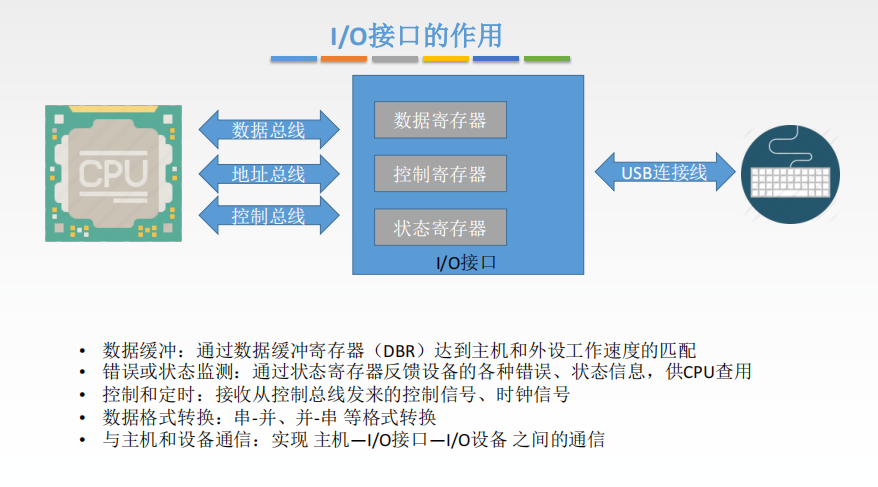 I/O接口的作用
CPU
数据总线
地址总线
控制总线
数据寄存器
控制寄存器
状态寄存器
I/O接口
USB连接线
• 数据缓冲：通过数据缓冲寄存器（DBR）达到主机和外设工作速度的匹配
• 错误或状态监测：通过状态寄存器反馈设备的各种错误、状态信息，供CPU查用
• 控制和定时：接收从控制总线发来的控制信号、时钟信号
• 数据格式转换：串-并、并-串 等格式转换
• 与主机和设备通信：实现 主机—I/O接口—I/O设备 之间的通信